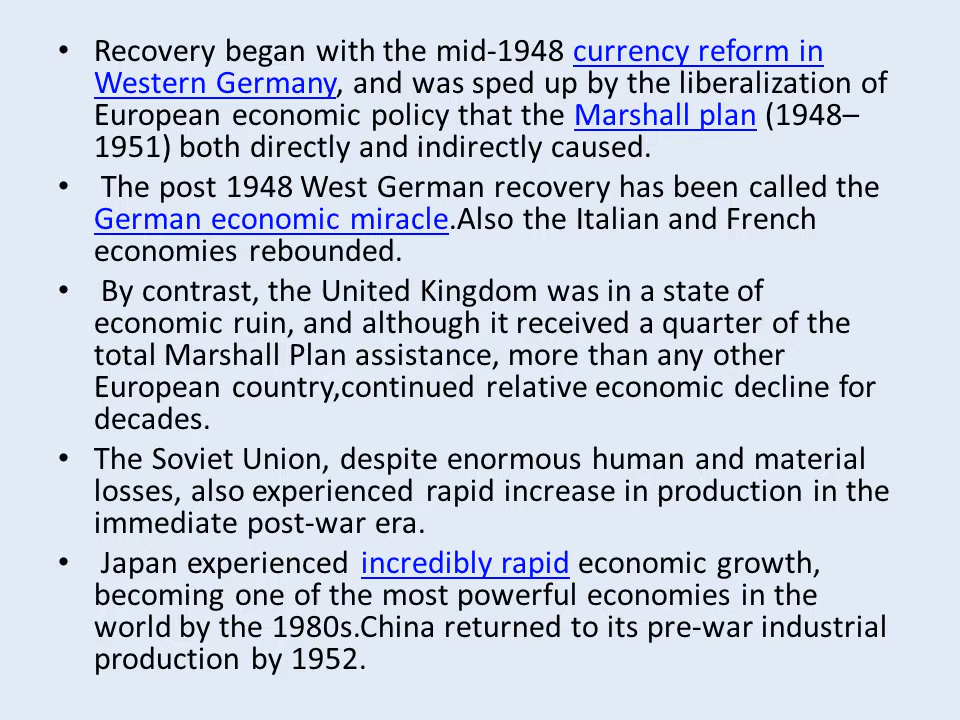 • Recovery began with the mid-1948 currency reform in
Western Germany, and was sped up by the liberalization of
European economic policy that the Marshall plan (1948–
1951) both directly and indirectly caused.
• The post 1948 West German recovery has been called the
German economic miracle.Also the Italian and French
economies rebounded.
• By contrast, the United Kingdom was in a state of
economic ruin, and although it received a quarter of the
total Marshall Plan assistance, more than any other
European country,continued relative economic decline for
decades.
• The Soviet Union, despite enormous human and material
losses, also experienced rapid increase in production in the
immediate post-war era.
• Japan experienced incredibly rapid economic growth,
becoming one of the most powerful economies in the
world by the 1980s.China returned to its pre-war industrial
production by 1952.